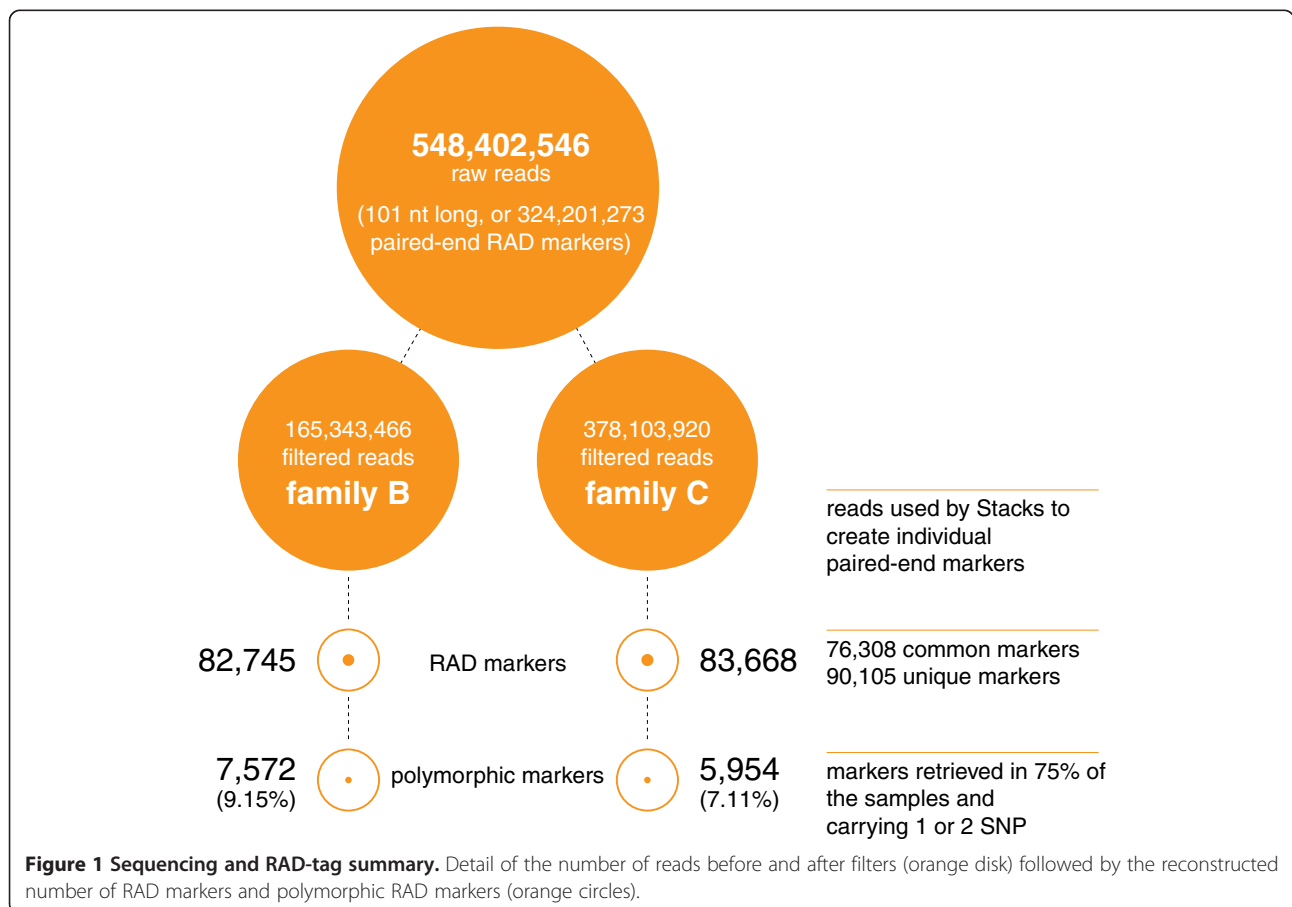 548,402,546
raw reads
(101 nt long, or 324,201,273
paired-end RAD markers)
165,343,466
filtered reads
family B
378,103,920
filtered reads
family C
reads used by Stacks to
create individual
paired-end markers
82,745
RAD markers
83,668
76,308 common markers
90,105 unique markers
7,572
(9.15%)
polymorphic markers
5,954
(7.11%)
markers retrieved in 75% of
the samples and
carrying 1 or 2 SNP
Figure 1 Sequencing and RAD-tag summary. Detail of the number of reads before and after filters (orange disk) followed by the reconstructed
number of RAD markers and polymorphic RAD markers (orange circles).